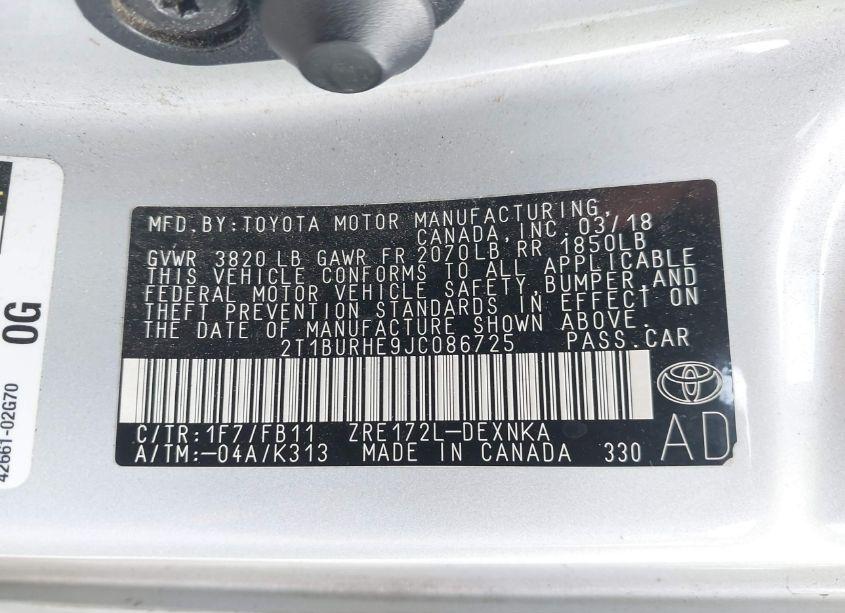 MFD.BY:TOYOTA MOTOR MANUFACTURING,
CANADA,INC.03/18
GVWR 3820 LB GAWR FR 2070LB,RR 1850LB
THIS VEHICLE CONFORMS TO ALL APPLICABLE
FEDERAL MOTOR VEHICLE SAFETY,BUMPER,AND
THEFT PREVENTION STANDARDS IN EFFECT ON
THE DATE OF MANUFACTURE SHOWN ABOVE.
2T1BURHE9JC086725 PASS.CAR
C/TR:1F7/FB11 ZRE172L-DEXNKA
A/TM:-04A/K313 MADE IN CANADA 330
AD
0G
42661-02G70